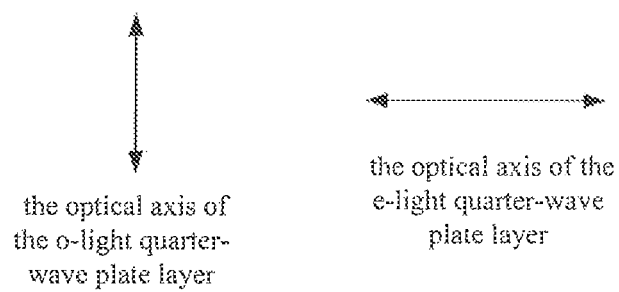 the optical axis of
the o-light quarter-
wave plate layer
the optical axis of the
e-light quarter-wave
plate layer